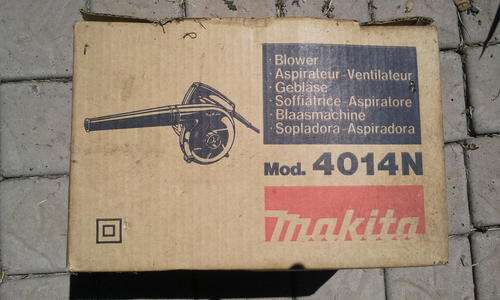 · Blower
· Aspirateur-Ventilateur
· Gebläse
· Soffiatrice-Aspiratore
· Blaasmachine
· Sopladora-Aspiradora
Mod. 4014N
makita